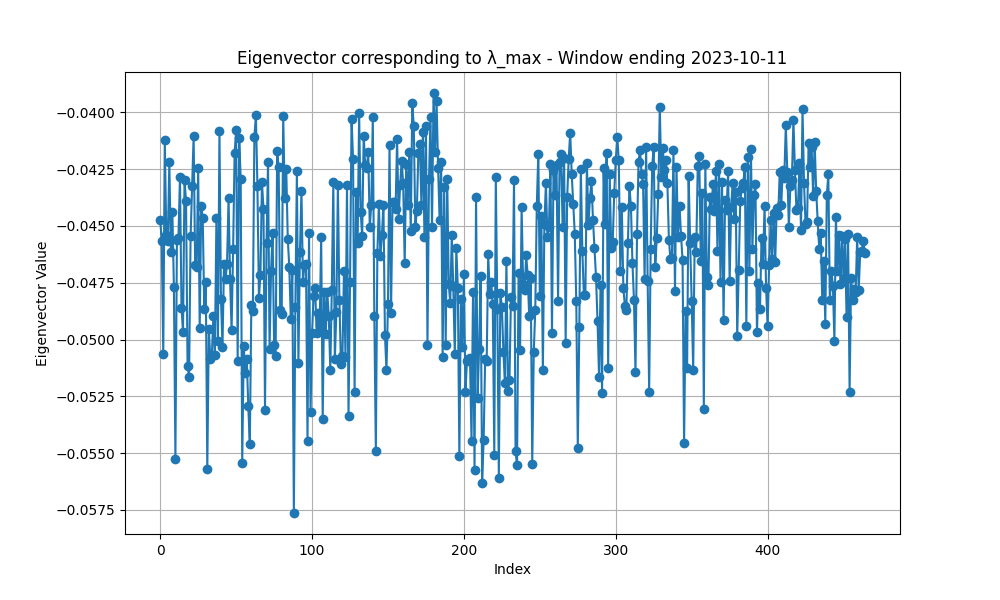 Eigenvector corresponding to λ_max - Window ending 2023-10-11
Eigenvector Value
−0.0400
−0.0425
−0.0450
−0.0475
−0.0500
−0.0525
−0.0550
−0.0575
0 100 200 300 400
Index